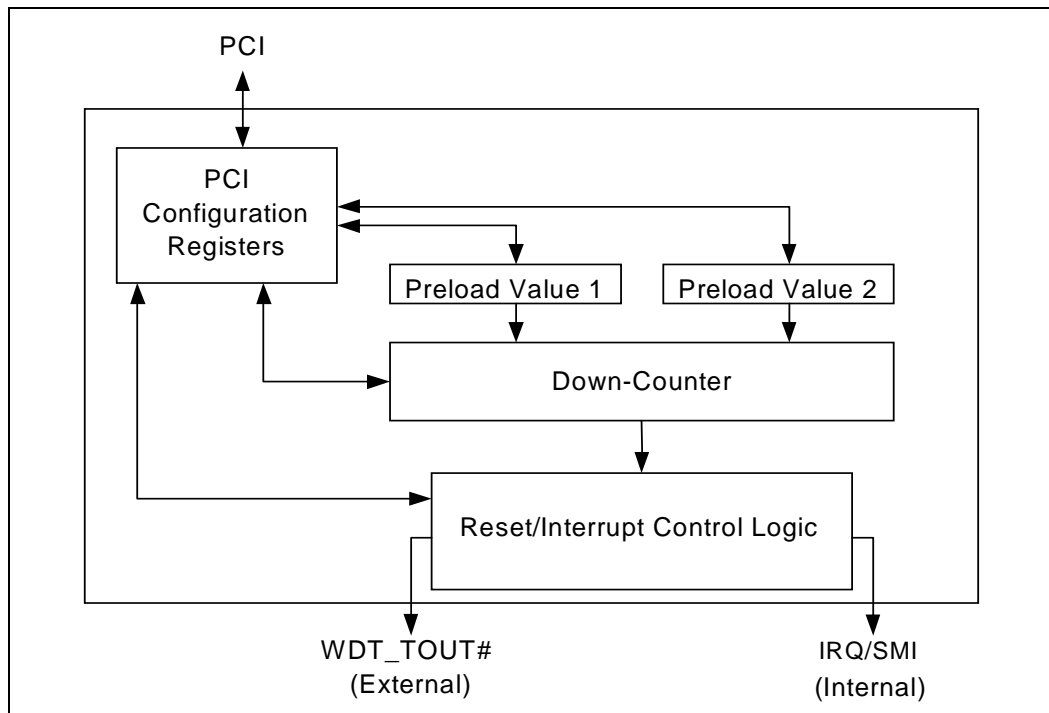 PCI
PCI
Configuration
Registers
Preload Value 1
Preload Value 2
Down-Counter
Reset/Interrupt Control Logic
WDT_TOUT#
(External)
IRQ/SMI
(Internal)